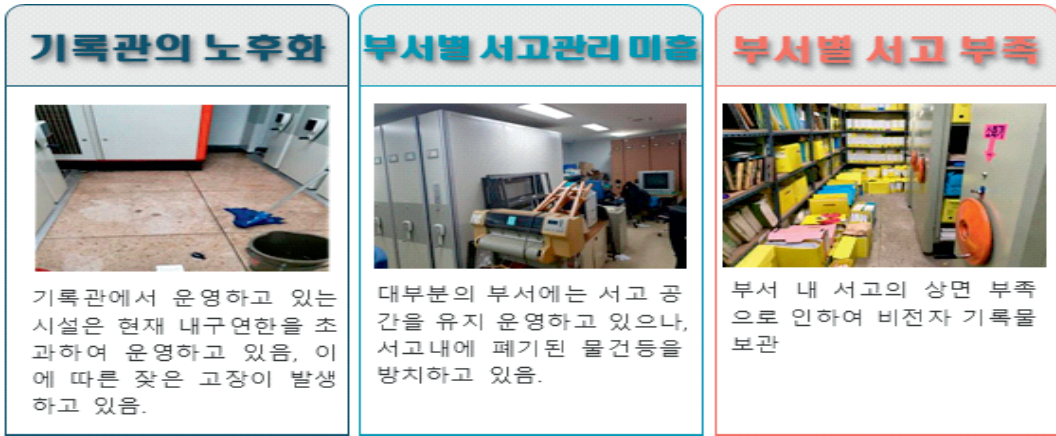 기록관의 노후화
기록관에서 운영하고 있는
시설은 현재 내구연한을 초
과하여 운영하고 있음, 이
에 따른 잦은 고장이 발생
하고 있음.
부서별 서고관리 미흡
대부분의 부서에는 서고 공
간을 유지 운영하고 있으나,
서고내에 폐기된 물건등을
방치하고 있음.
부서별 서고 부족
부서 내 서고의 상면 부족
으로 인하여 비전자 기록물
보관